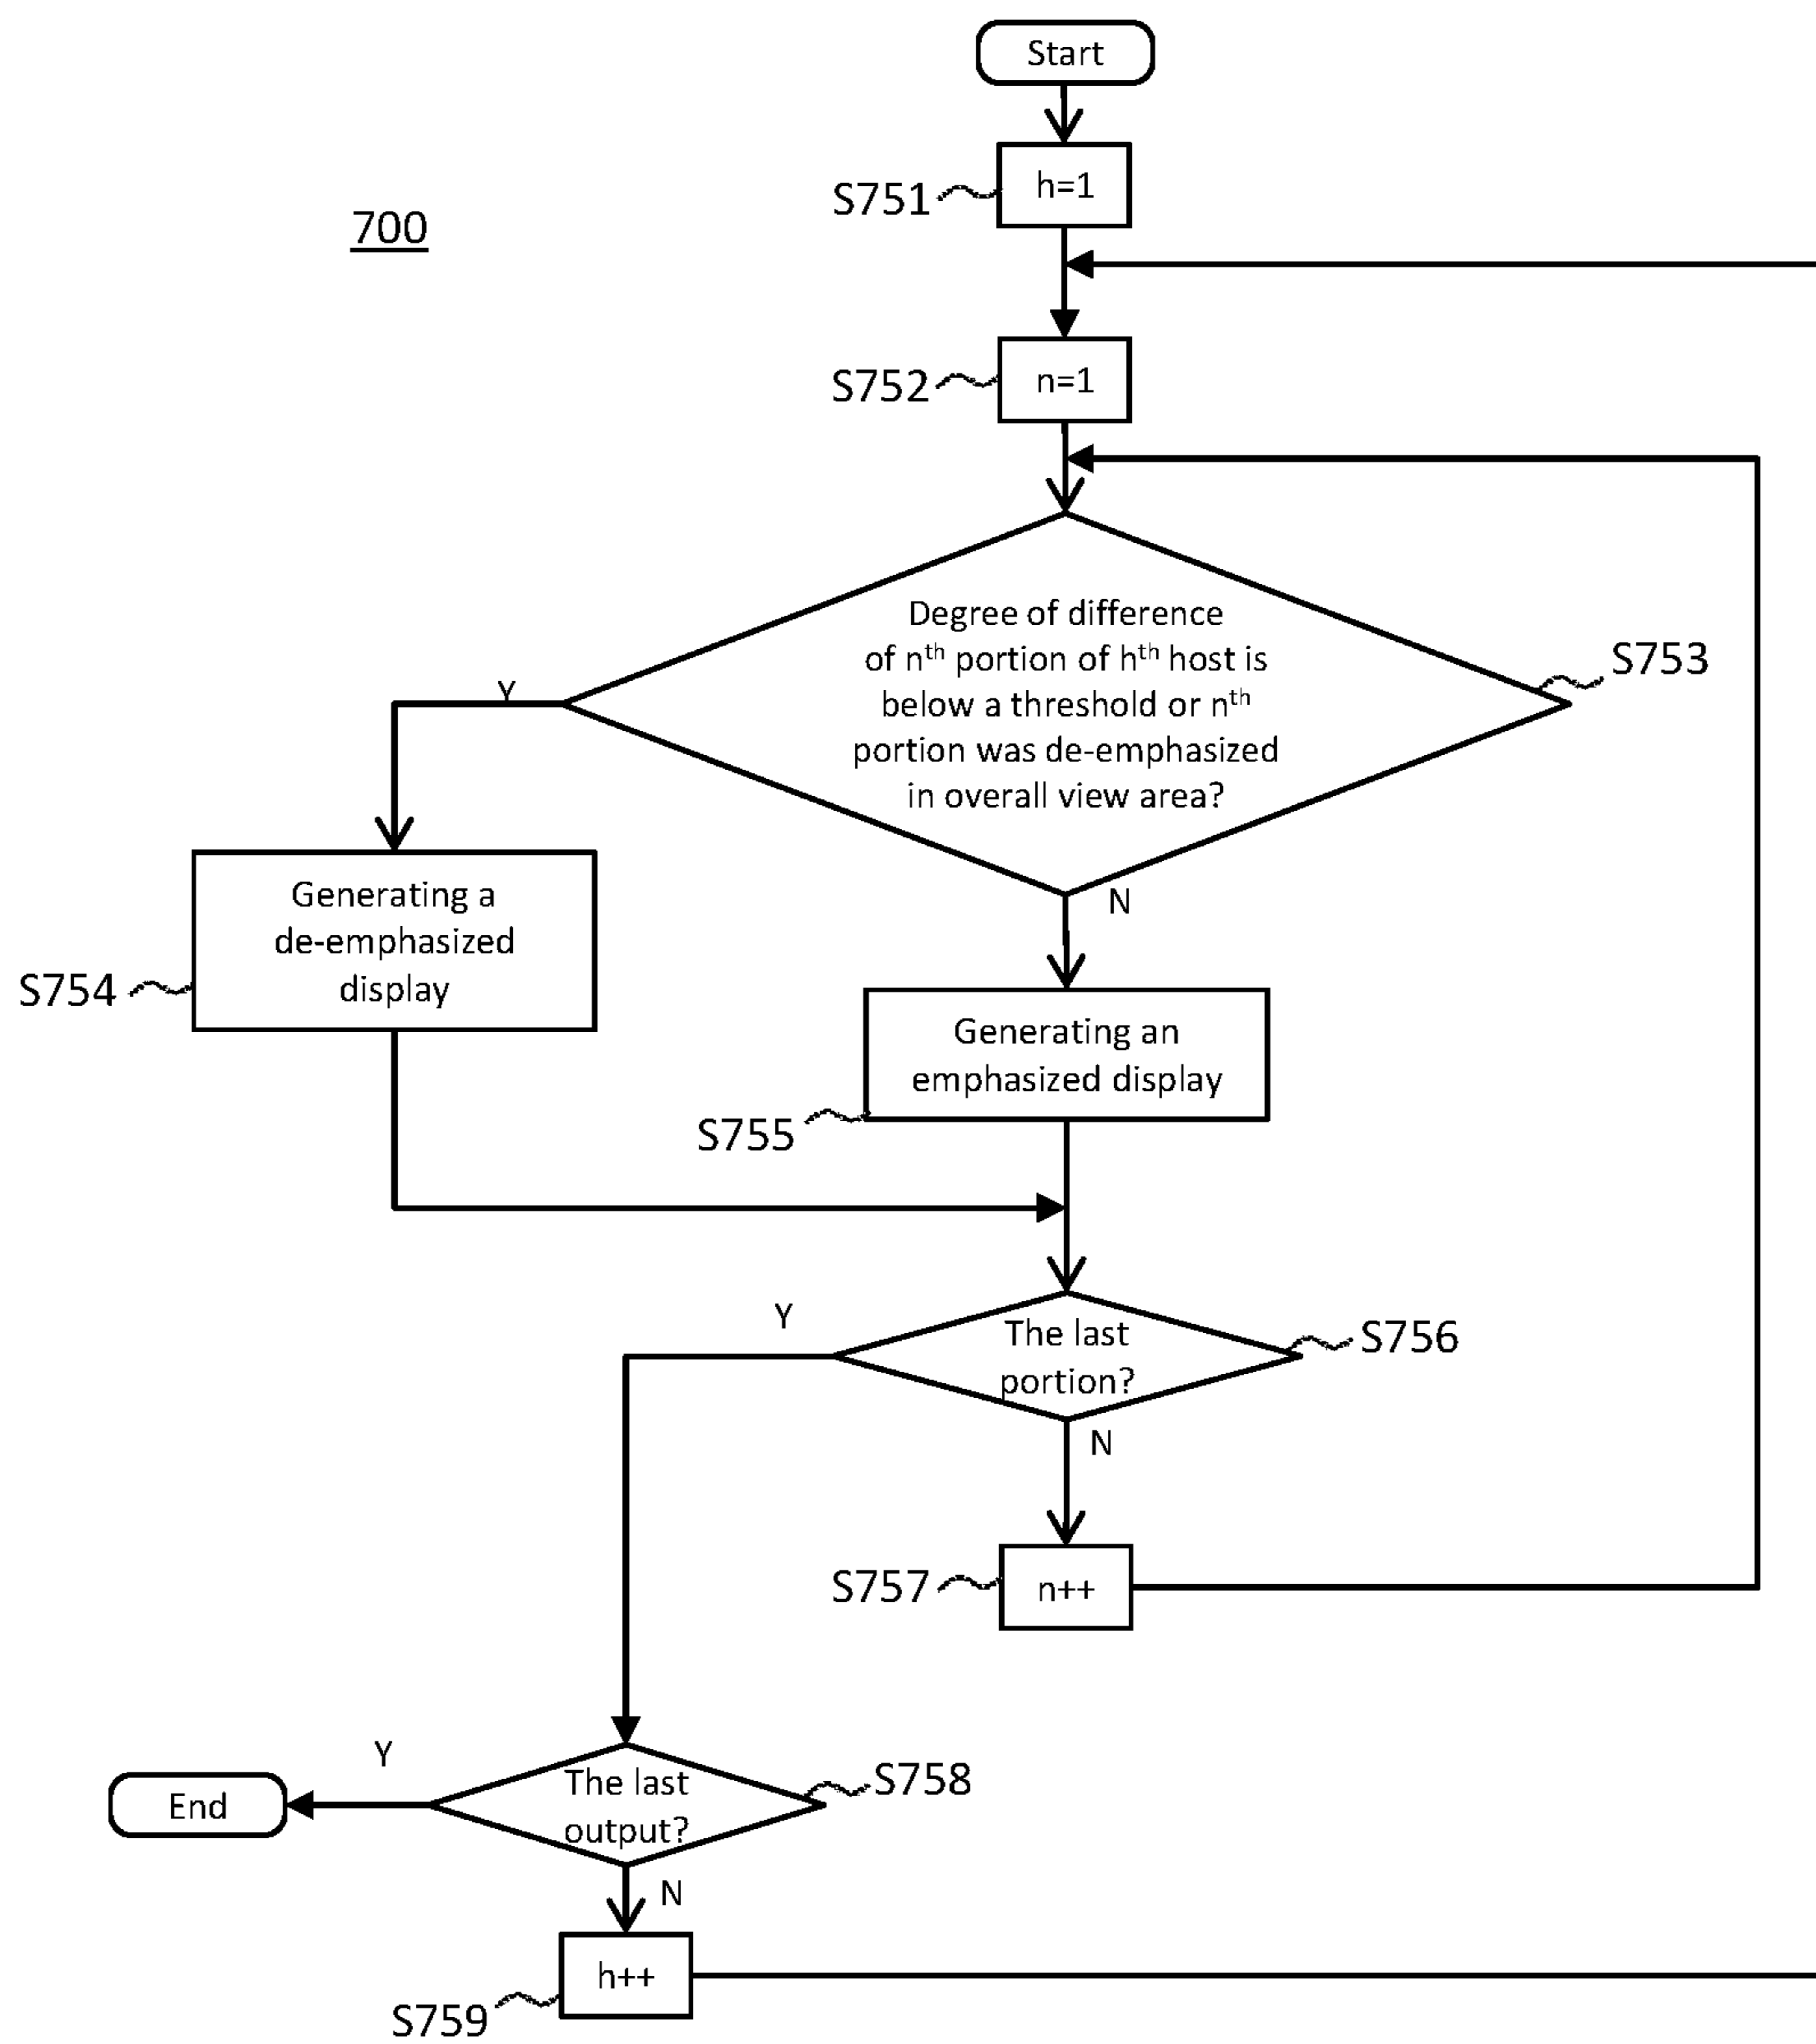 Start
h=1
S751
700
n=1
S752
Degree of difference
of nth portion of hth host is
below a threshold or nth
portion was de-emphasized
in overall view area?
S753
Y
N
Generating a
de-emphasized
display
S754
Generating an
emphasized display
S755
The last
portion?
S756
Y
N
n++
S757
The last
output?
S758
Y
End
N
h++
S759